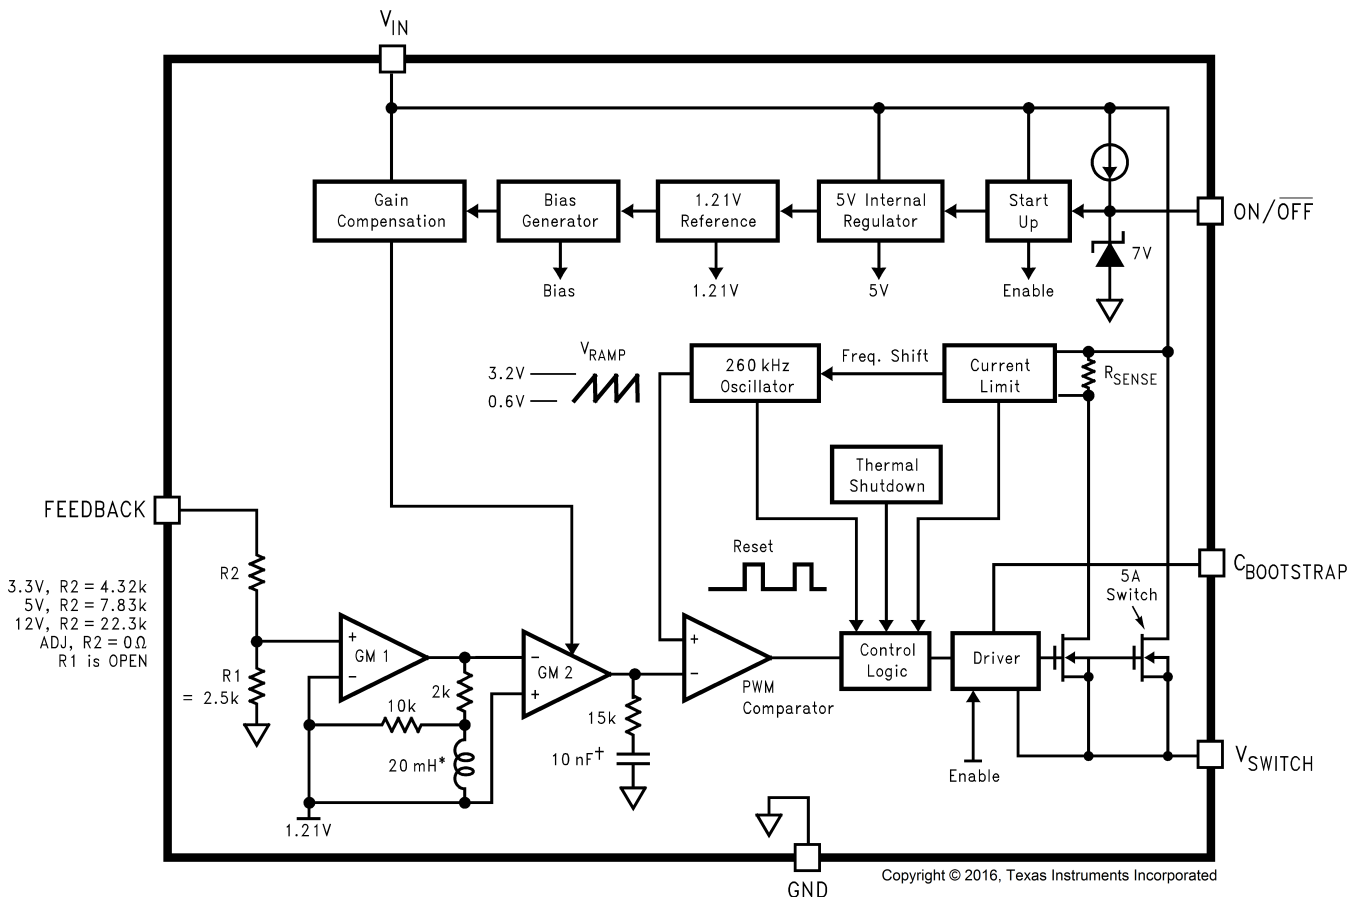 VIN
Gain
Compensation
Bias
Generator
1.21V
Reference
5V Internal
Regulator
Start
Up
ON/OFF
7V
Bias
1.21V
5V
Enable
VRAMP
3.2V
0.6V
260 kHz
Oscillator
Freq. Shift
Current
Limit
RSENSE
Thermal
Shutdown
FEEDBACK
Reset
CBOOTSTRAP
5A
Switch
R2
3.3V, R2 = 4.32k
5V, R2 = 7.83k
12V, R2 = 22.3k
ADJ, R2 = 0Ω
R1 is OPEN
R1
= 2.5k
+
GM 1
−
−
GM 2
+
+
−
PWM
Comparator
Control
Logic
Driver
2k
10k
20 mH*
15k
10 nF†
1.21V
Enable
VSWITCH
GND
Copyright © 2016, Texas Instruments Incorporated